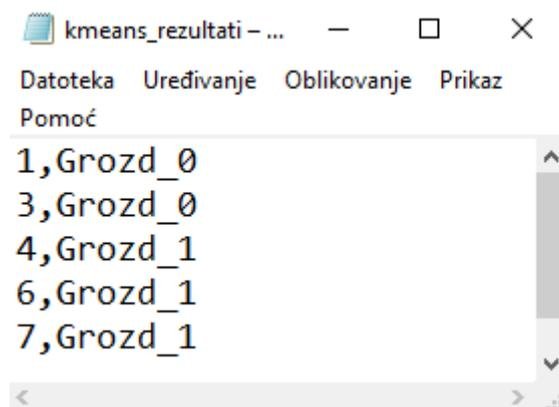 kmeans_rezultati – ...
Datoteka Uređivanje Oblikovanje Prikaz
Pomoć
1,Grozd_0
3,Grozd_0
4,Grozd_1
6,Grozd_1
7,Grozd_1